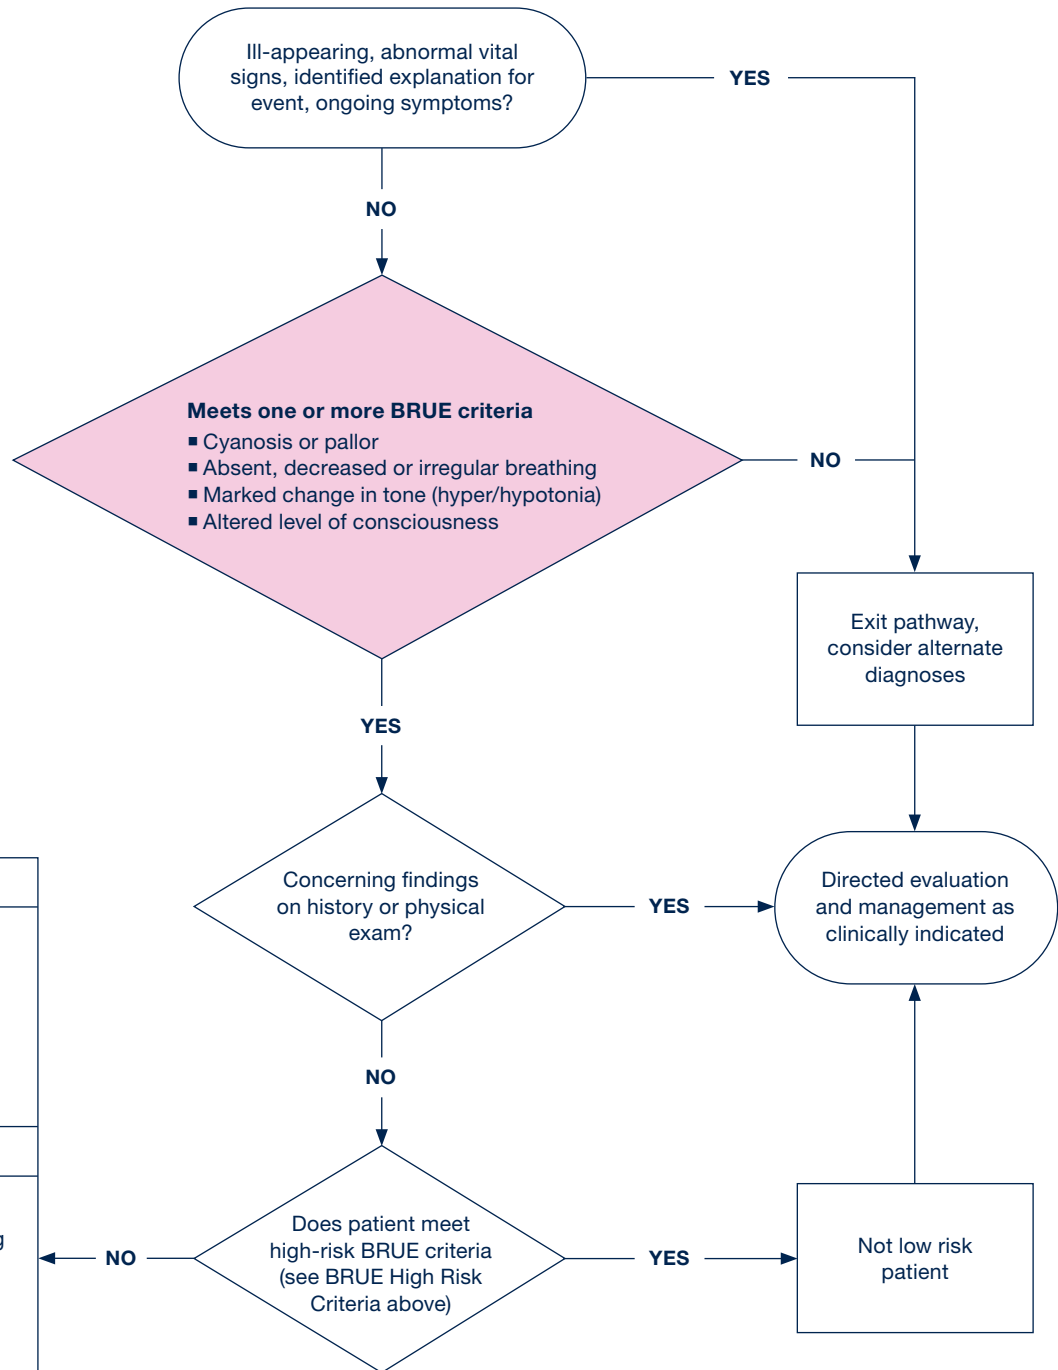 Ill-appearing, abnormal vital
signs, identified explanation for
event, ongoing symptoms?
YES
NO
Meets one or more BRUE criteria
■ Cyanosis or pallor
■ Absent, decreased or irregular breathing
■ Marked change in tone (hyper/hypotonia)
■ Altered level of consciousness
NO
Exit pathway,
consider alternate
diagnoses
YES
Concerning findings
on history or physical
exam?
YES
Directed evaluation
and management as
clinically indicated
NO
Does patient meet
high-risk BRUE criteria
(see BRUE High Risk
Criteria above)
NO
YES
Not low risk
patient